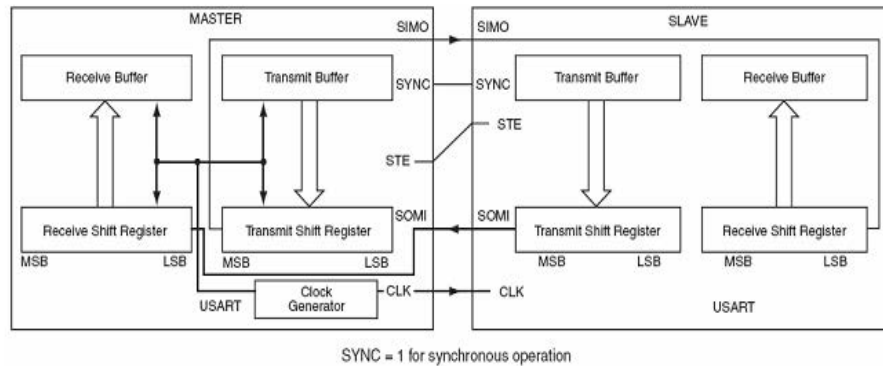 MASTER
SLAVE
SIMO
SIMO
Receive Buffer
Transmit Buffer
SYNC
SYNC
Transmit Buffer
Receive Buffer
STE
STE
SOMI
SOMI
Receive Shift Register
Transmit Shift Register
Transmit Shift Register
Receive Shift Register
MSB
LSB
MSB
LSB
MSB
LSB
MSB
LSB
USART
Clock
Generator
CLK
CLK
USART
SYNC = 1 for synchronous operation